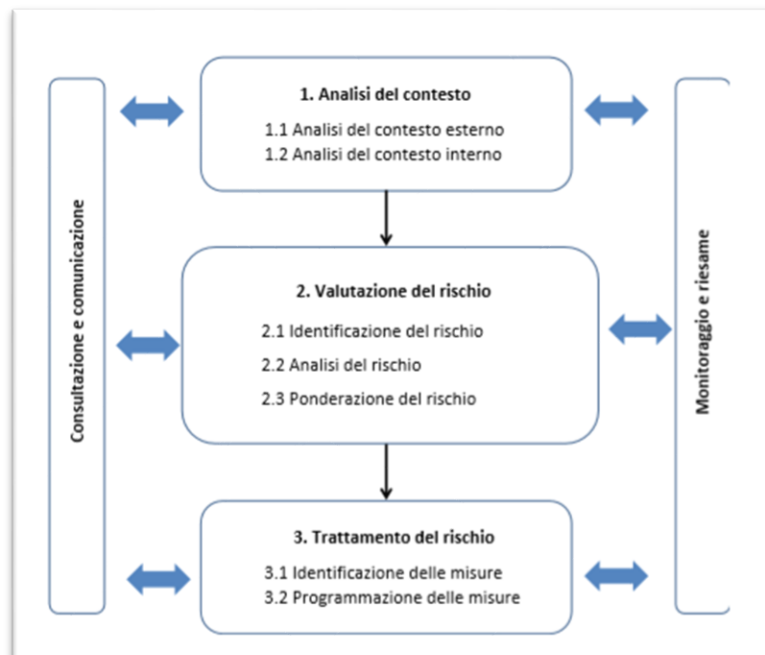 Consultazione e comunicazione
1. Analisi del contesto
1.1 Analisi del contesto esterno
1.2 Analisi del contesto interno
2. Valutazione del rischio
2.1 Identificazione del rischio
2.2 Analisi del rischio
2.3 Ponderazione del rischio
3. Trattamento del rischio
3.1 Identificazione delle misure
3.2 Programmazione delle misure
Monitoraggio e riesame